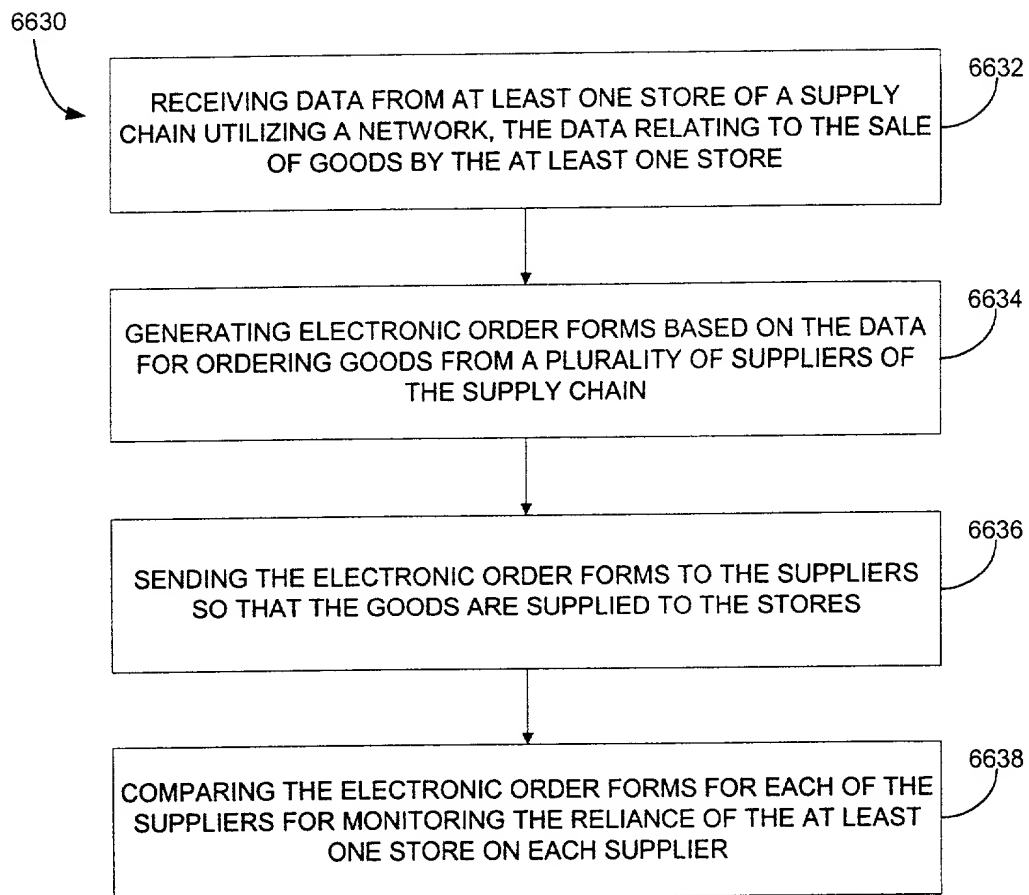 6630
RECEIVING DATA FROM AT LEAST ONE STORE OF A SUPPLY
CHAIN UTILIZING A NETWORK, THE DATA RELATING TO THE SALE
OF GOODS BY THE AT LEAST ONE STORE
6632
GENERATING ELECTRONIC ORDER FORMS BASED ON THE DATA
FOR ORDERING GOODS FROM A PLURALITY OF SUPPLIERS OF
THE SUPPLY CHAIN
6634
SENDING THE ELECTRONIC ORDER FORMS TO THE SUPPLIERS
SO THAT THE GOODS ARE SUPPLIED TO THE STORES
6636
COMPARING THE ELECTRONIC ORDER FORMS FOR EACH OF THE
SUPPLIERS FOR MONITORING THE RELIANCE OF THE AT LEAST
ONE STORE ON EACH SUPPLIER
6638